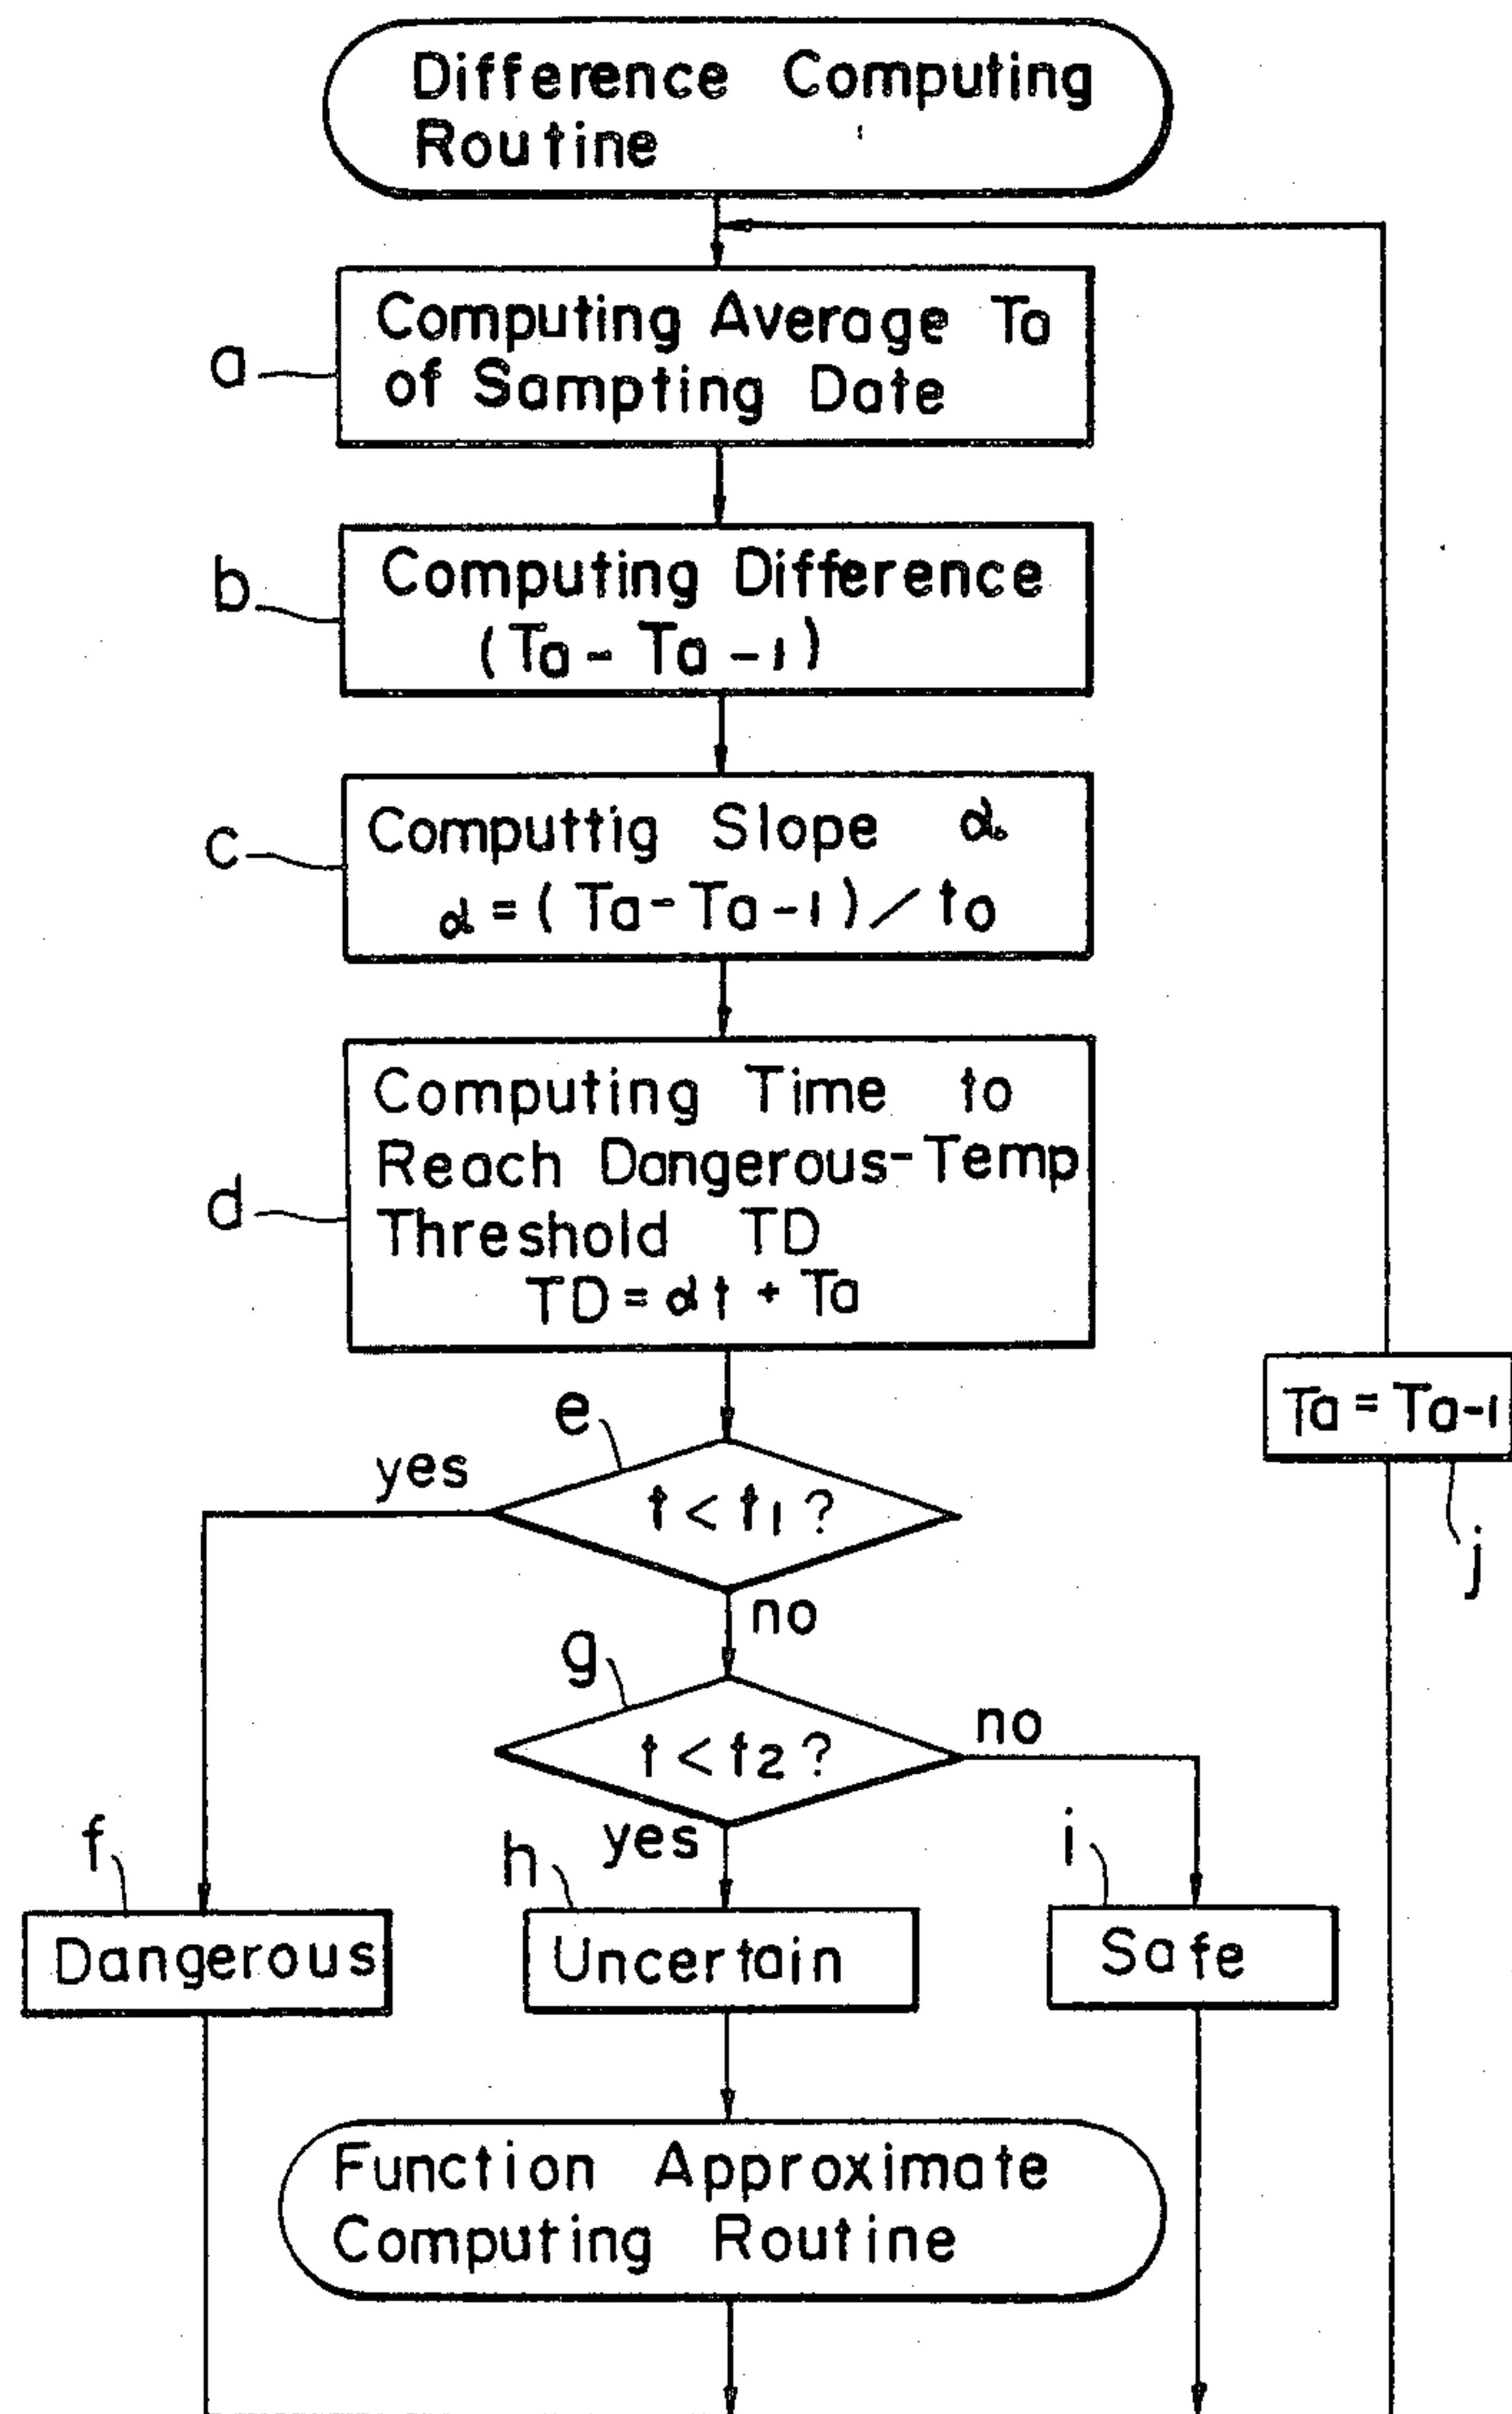 Difference Computing
Routine
a
Computing Average Ta
of Sampting Date
b
Computing Difference
(Ta - Ta -1)
c
Computtig Slope α
α = (Ta - Ta -1) / to
d
Computing Time to
Reach Dangerous-Temp
Threshold TD
TD = αt + Ta
Ta = Ta-1
j
e
yes
t < t1 ?
no
g
t < t2 ?
no
yes
f
Dangerous
h
Uncertain
i
Safe
Function Approximate
Computing Routine